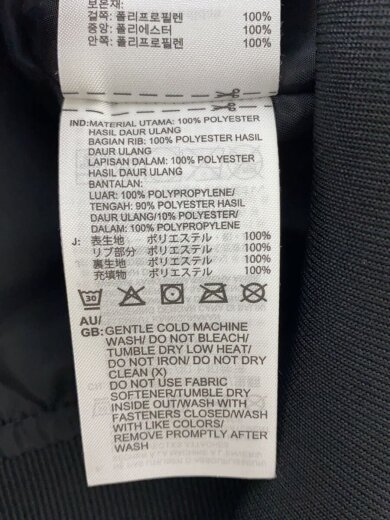 보온재:
겉쪽: 폴리프로필렌 100%
중앙: 폴리에스터 100%
안쪽: 폴리프로필렌 100%
IND:MATERIAL UTAMA: 100% POLYESTER
HASIL DAUR ULANG
BAGIAN RIB: 100% POLYESTER HASIL
DAUR ULANG
LAPISAN DALAM: 100% POLYESTER
HASIL DAUR ULANG
BANTALAN:
LUAR: 100% POLYPROPYLENE/
TENGAH: 90% POLYESTER HASIL
DAUR ULANG/10% POLYESTER/
DALAM: 100% POLYPROPYLENE
J: 表生地 ポリエステル 100%
リブ部分 ポリエステル 100%
裏生地 ポリエステル 100%
充填物 ポリエステル 100%
30
AU/
GB: GENTLE COLD MACHINE
WASH/ DO NOT BLEACH/
TUMBLE DRY LOW HEAT/
DO NOT IRON/ DO NOT DRY
CLEAN (X)
DO NOT USE FABRIC
SOFTENER/TUMBLE DRY
INSIDE OUT/WASH WITH
FASTENERS CLOSED/WASH
WITH LIKE COLORS/
REMOVE PROMPTLY AFTER
WASH